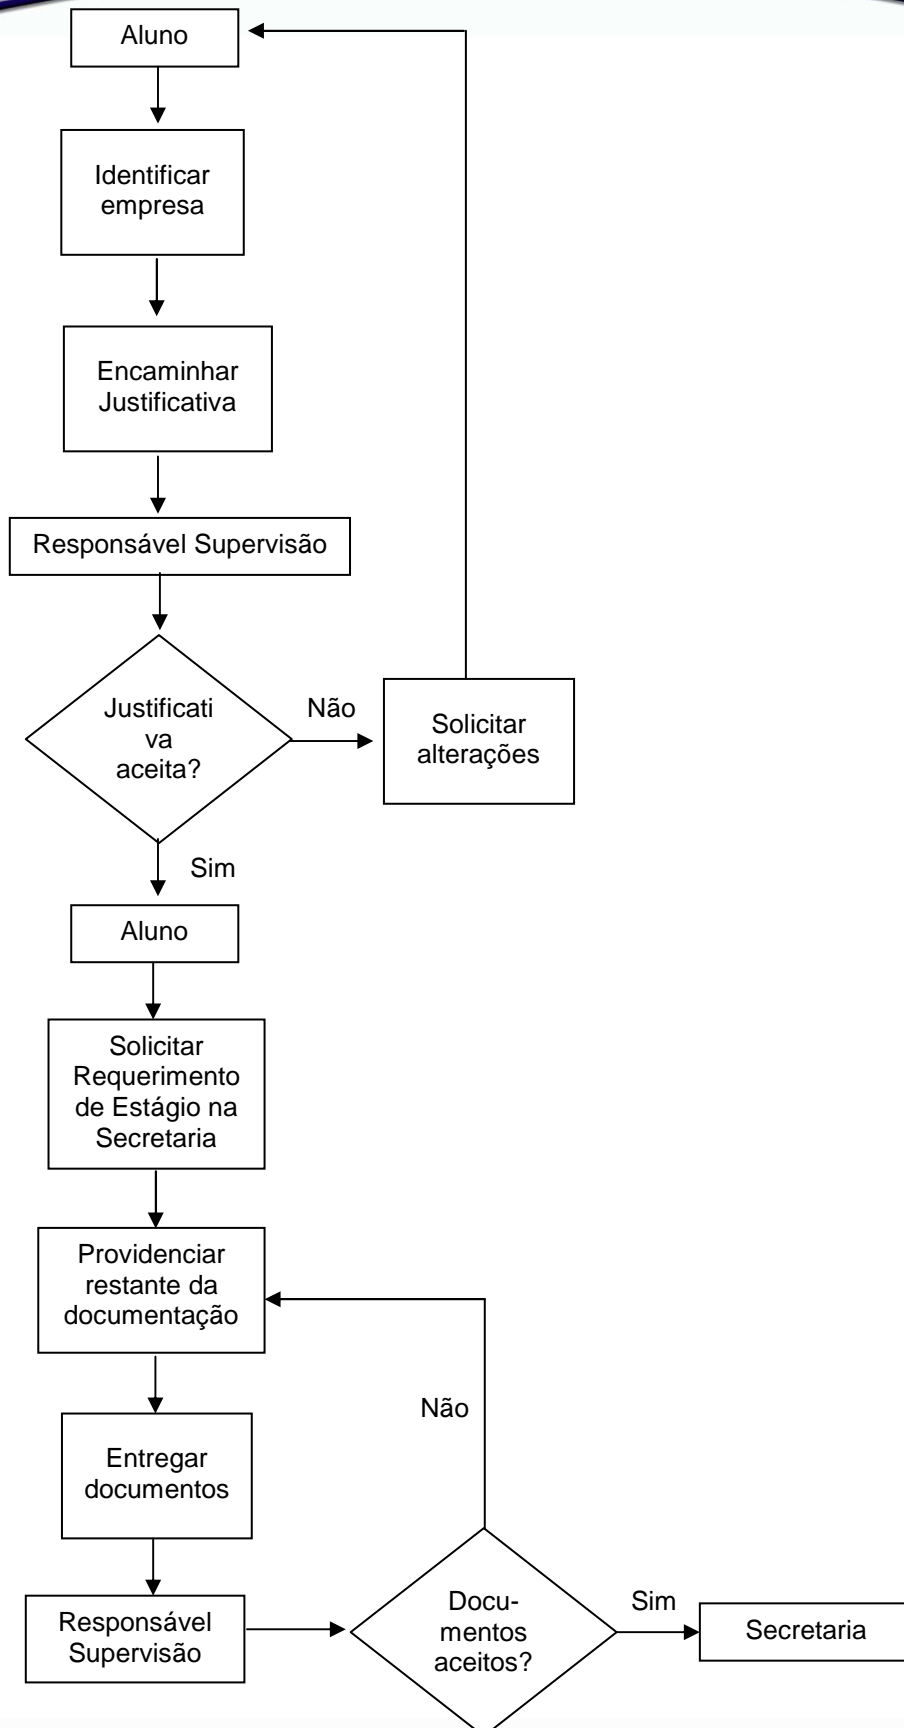 Aluno
Identificar
empresa
Encaminhar
Justificativa
Responsável Supervisão
Justificati
va
aceita?
Não
Solicitar
alterações
Sim
Aluno
Solicitar
Requerimento
de Estágio na
Secretaria
Providenciar
restante da
documentação
Não
Entregar
documentos
Responsável
Supervisão
Docu-
mentos
aceitos?
Sim
Secretaria